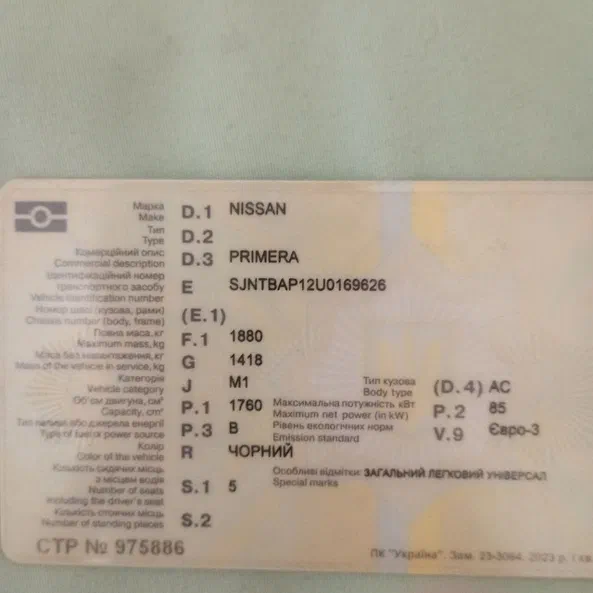 Марка
Make D.1 NISSAN
Тип
Type D.2
Комерційний опис
Commercial description D.3 PRIMERA
Ідентифікаційний номер
транспортного засобу
Vehicle identification number E SJNTBAP12U0169626
Номер шасі (кузова, рами)
Chassis number (body, frame) (E.1)
Повна маса, кг
Maximum mass, kg F.1 1880
Маса без навантаження, кг
Mass of the vehicle in service, kg G 1418
Категорія
Vehicle category J M1
Тип кузова
Body type (D.4) AC
Об'єм двигуна, см³
Capacity, cm³ P.1 1760
Максимальна потужність кВт
Maximum net power (in kW) P.2 85
Тип палива або джерела енергії
Type of fuel or power source P.3 B
Рівень екологічних норм
Emission standard V.9 Євро-3
Колір
Color of the vehicle R ЧОРНИЙ
Кількість сидячих місць
з місцем водія
Number of seats
including the driver's seat S.1 5
Особливі відмітки: ЗАГАЛЬНИЙ ЛЕГКОВИЙ УНІВЕРСАЛ
Special marks
Кількість стоячих місць
Number of standing places S.2
СТР № 975886
ПК "Україна". Зам. 23-3064. 2023 р. І кв.